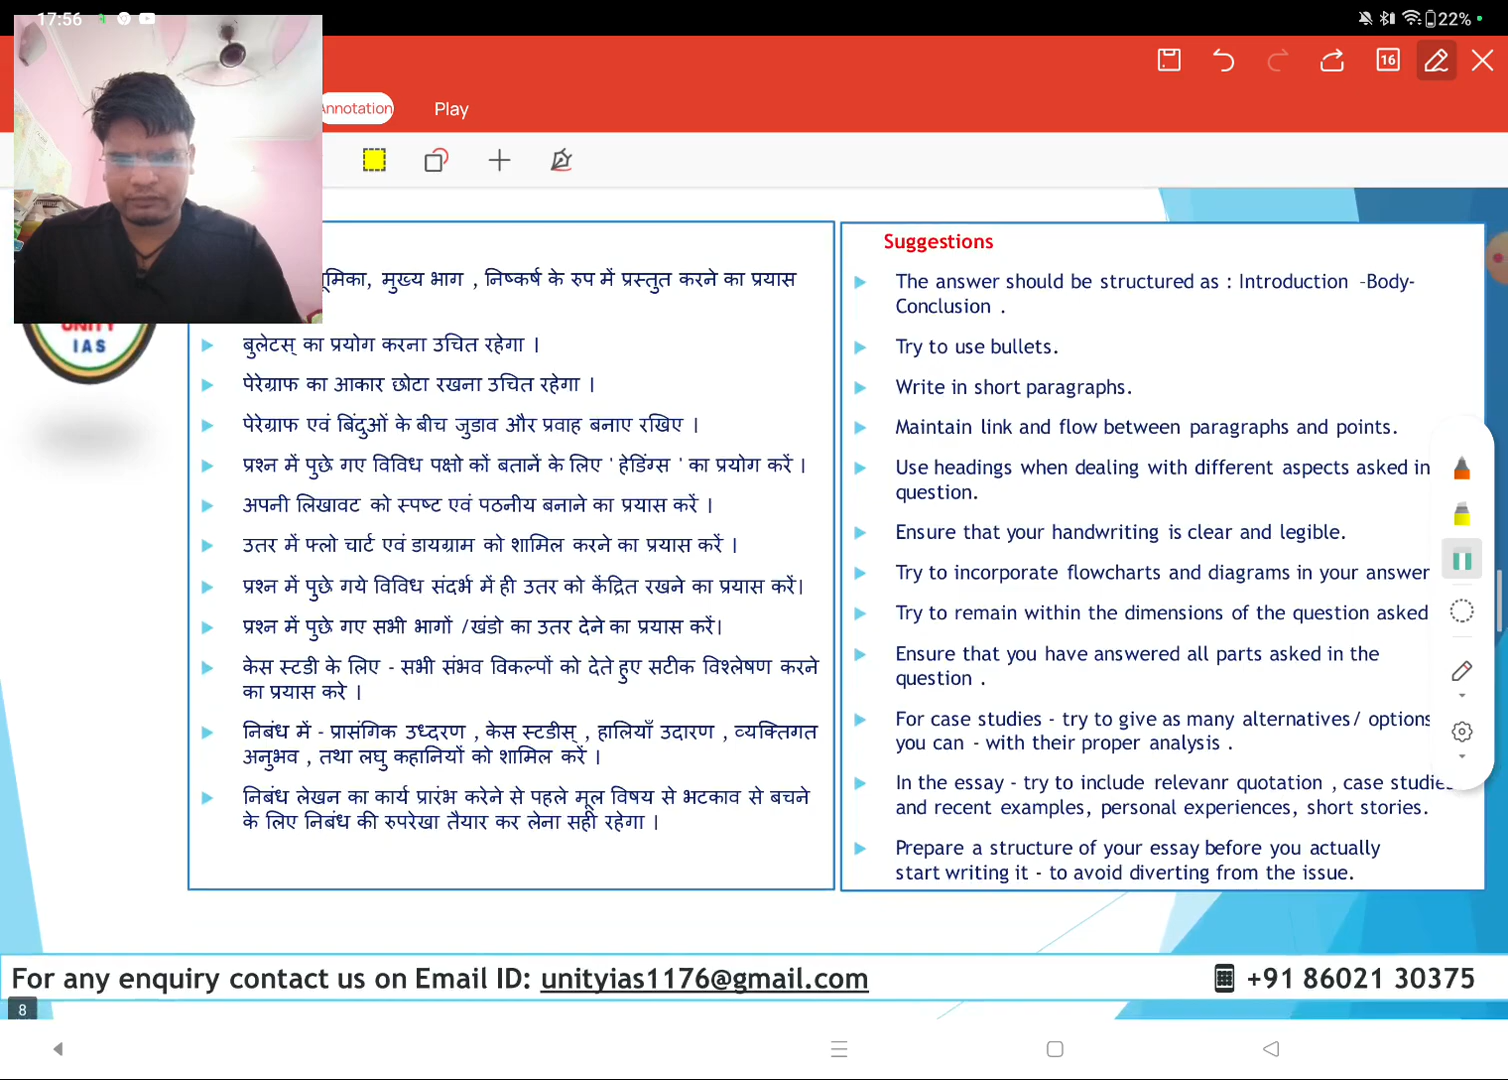 17:56
22%
16
Annotation
Play
UNITY
IAS
मिका, मुख्य भाग , निष्कर्ष के रुप में प्रस्तुत करने का प्रयास
बुलेटस् का प्रयोग करना उचित रहेगा ।
पेरेग्राफ का आकार छोटा रखना उचित रहेगा ।
पेरेग्राफ एवं बिंदुओं के बीच जुडाव और प्रवाह बनाए रखिए ।
प्रश्न में पुछे गए विविध पक्षो कों बतानें के लिए ' हेडिंग्स ' का प्रयोग करें ।
अपनी लिखावट को स्पष्ट एवं पठनीय बनाने का प्रयास करें ।
उतर में फ्लो चार्ट एवं डायग्राम को शामिल करने का प्रयास करें ।
प्रश्न में पुछे गये विविध संदर्भ में ही उतर को केंद्रित रखने का प्रयास करें।
प्रश्न में पुछे गए सभी भागों /खंडो का उतर देने का प्रयास करें।
केस स्टडी के लिए - सभी संभव विकल्पों को देते हुए सटीक विश्लेषण करने
का प्रयास करे ।
निबंध में - प्रासंगिक उध्दरण , केस स्टडीस् , हालियाँ उदारण , व्यक्तिगत
अनुभव , तथा लघु कहानियों को शामिल करें ।
निबंध लेखन का कार्य प्रारंभ करेने से पहले मूल विषय से भटकाव से बचने
के लिए निबंध की रुपरेखा तैयार कर लेना सही रहेगा ।
Suggestions
The answer should be structured as : Introduction -Body-
Conclusion .
Try to use bullets.
Write in short paragraphs.
Maintain link and flow between paragraphs and points.
Use headings when dealing with different aspects asked in
question.
Ensure that your handwriting is clear and legible.
Try to incorporate flowcharts and diagrams in your answer
Try to remain within the dimensions of the question asked
Ensure that you have answered all parts asked in the
question .
For case studies - try to give as many alternatives/ options
you can - with their proper analysis .
In the essay - try to include relevanr quotation , case studies
and recent examples, personal experiences, short stories.
Prepare a structure of your essay before you actually
start writing it - to avoid diverting from the issue.
For any enquiry contact us on Email ID: unityias1176@gmail.com
+91 86021 30375
8